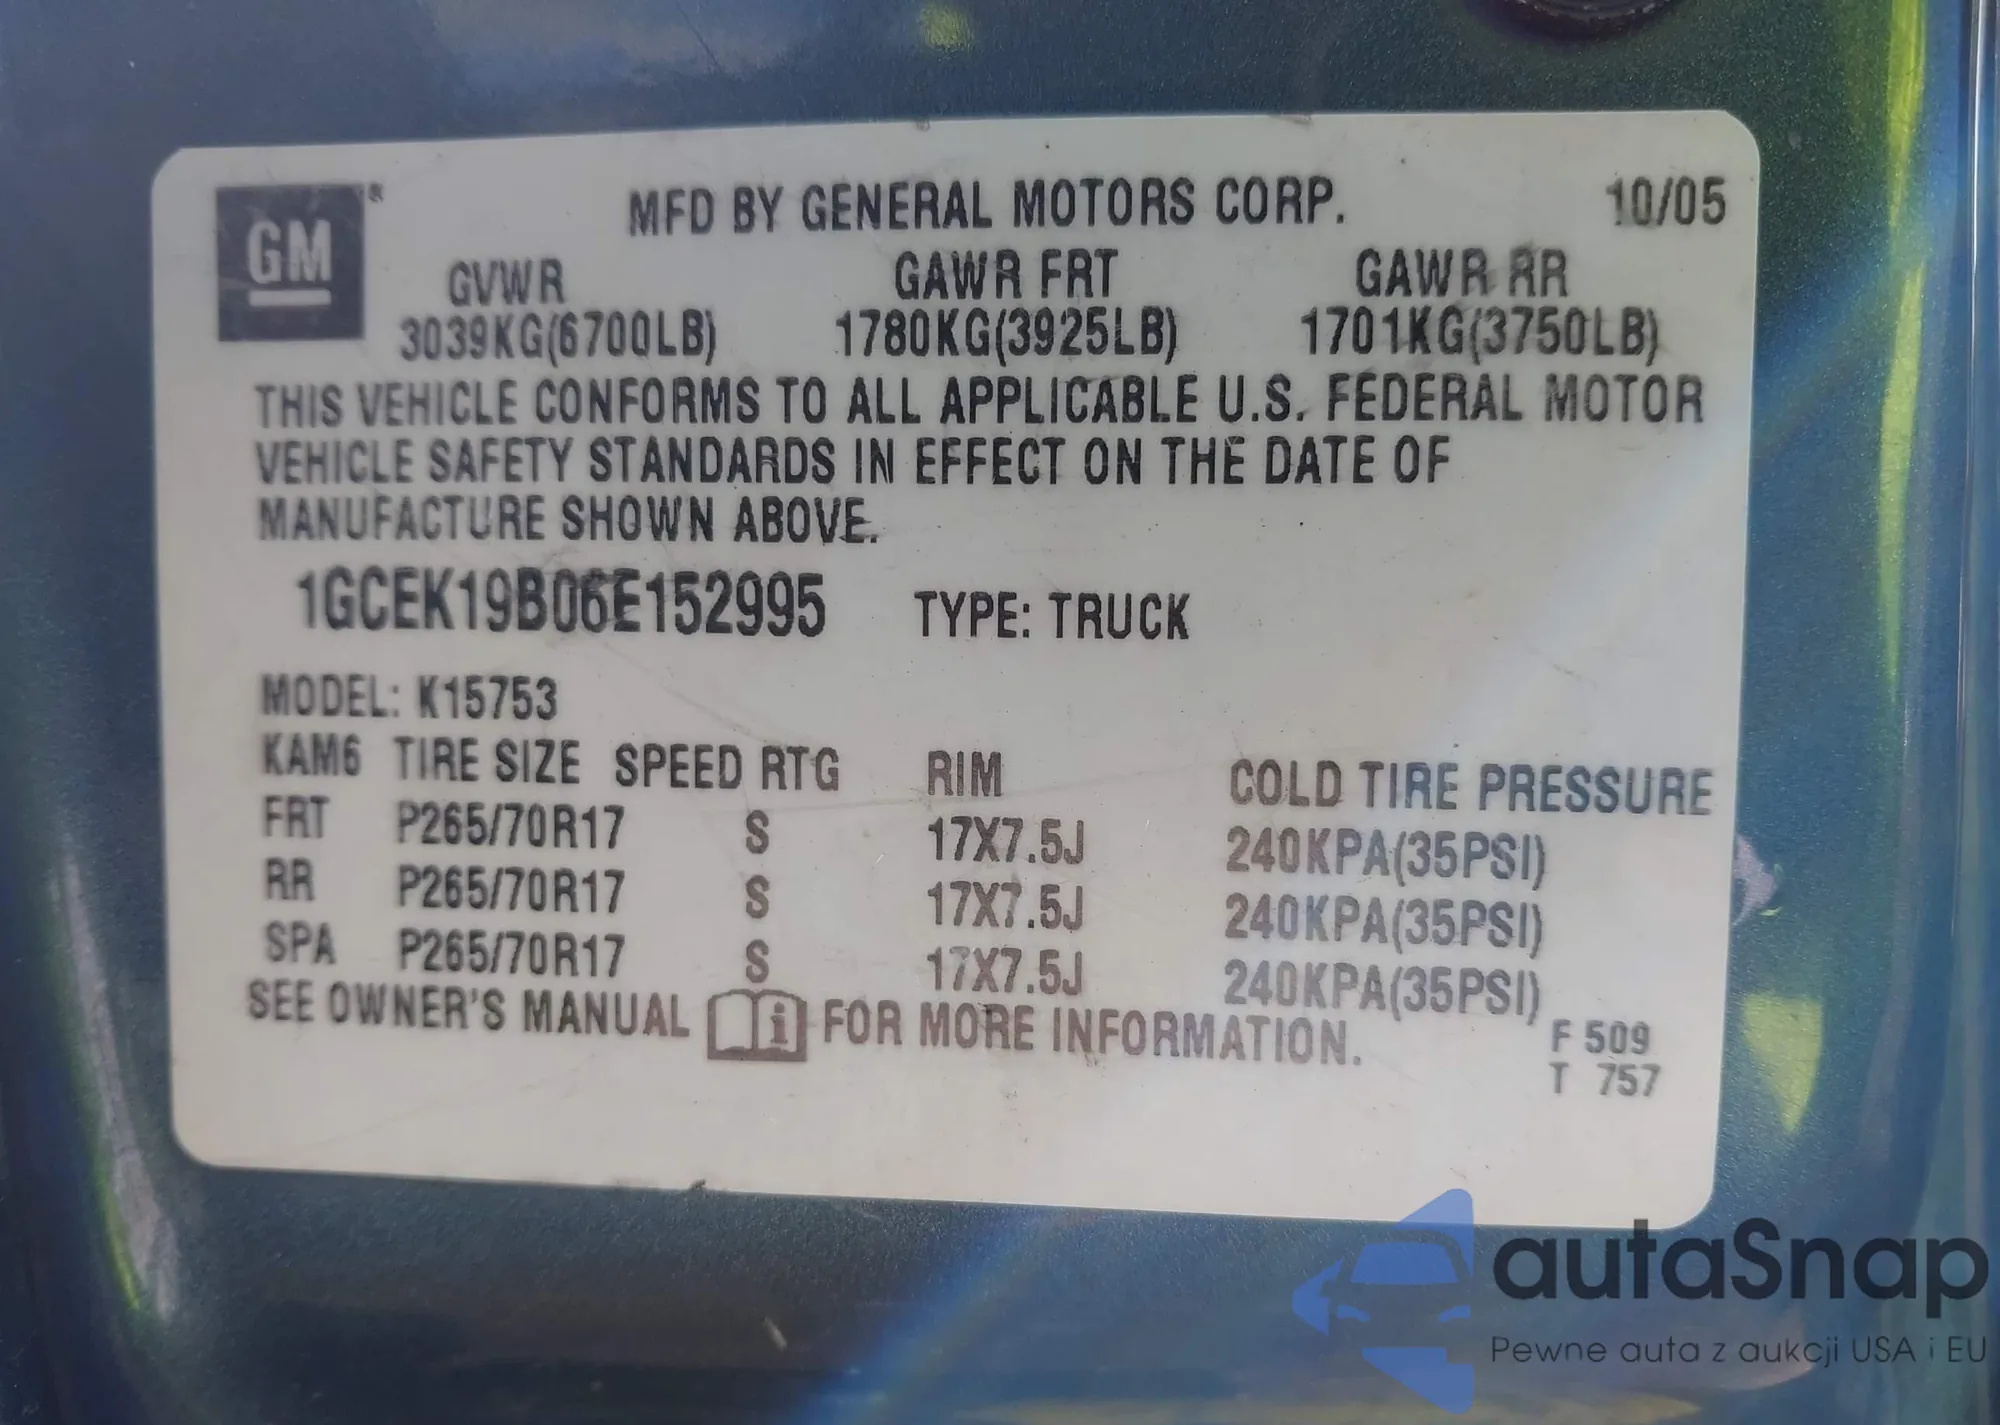 GM®
MFD BY GENERAL MOTORS CORP. 10/05
GVWR GAWR FRT GAWR RR
3039KG(6700LB) 1780KG(3925LB) 1701KG(3750LB)
THIS VEHICLE CONFORMS TO ALL APPLICABLE U.S. FEDERAL MOTOR
VEHICLE SAFETY STANDARDS IN EFFECT ON THE DATE OF
MANUFACTURE SHOWN ABOVE.
1GCEK19B06E152995 TYPE: TRUCK
MODEL: K15753
KAM6 TIRE SIZE SPEED RTG RIM COLD TIRE PRESSURE
FRT P265/70R17 S 17X7.5J 240KPA(35PSI)
RR P265/70R17 S 17X7.5J 240KPA(35PSI)
SPA P265/70R17 S 17X7.5J 240KPA(35PSI)
SEE OWNER'S MANUAL i FOR MORE INFORMATION.
F 509
T 757
autaSnap
Pewne auta z aukcji USA i EU